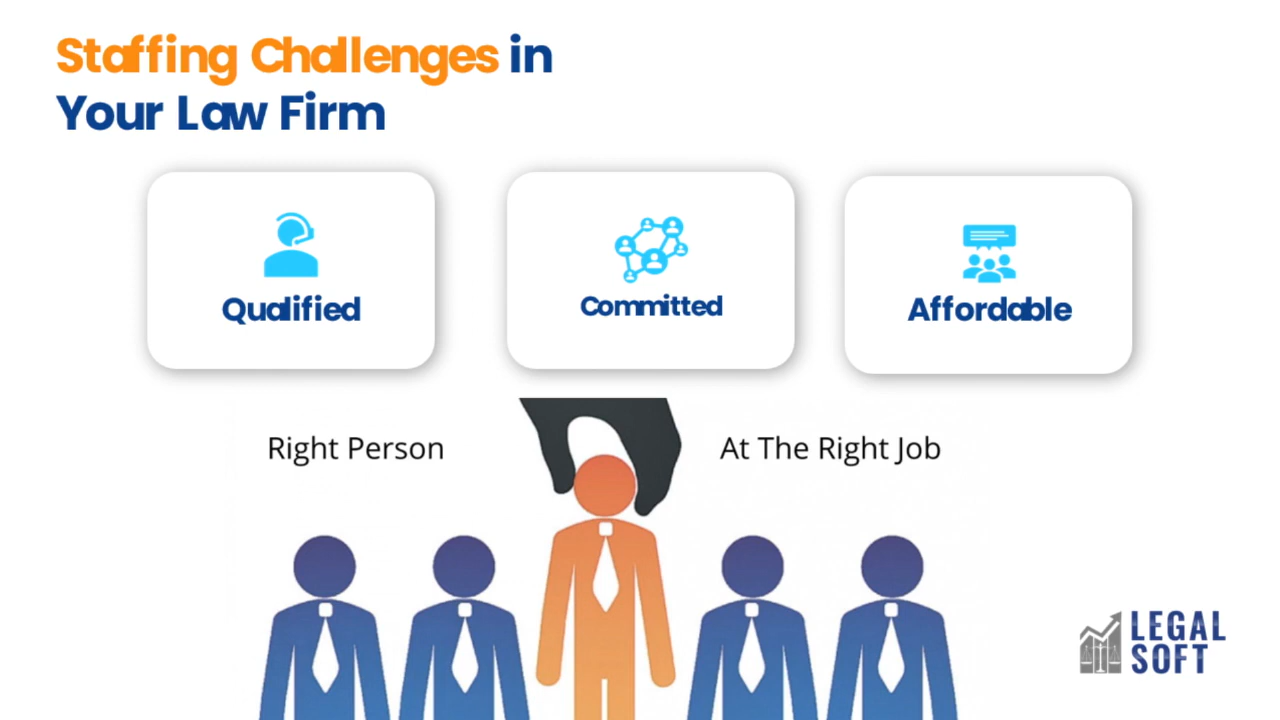 Staffing Challenges in
Your Law Firm
Qualified
Committed
Affordable
Right Person
At The Right Job
LEGAL
SOFT